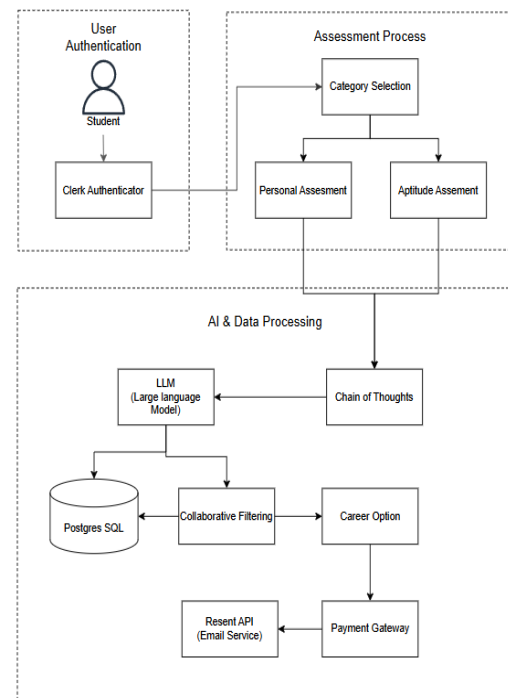 User
Authentication
Student
Clerk Authenticator
Assessment Process
Category Selection
Personal Assesment
Aptitude Assement
AI & Data Processing
LLM
(Large language
Model)
Chain of Thoughts
Postgres SQL
Collaborative Filtering
Career Option
Resent API
(Email Service)
Payment Gateway